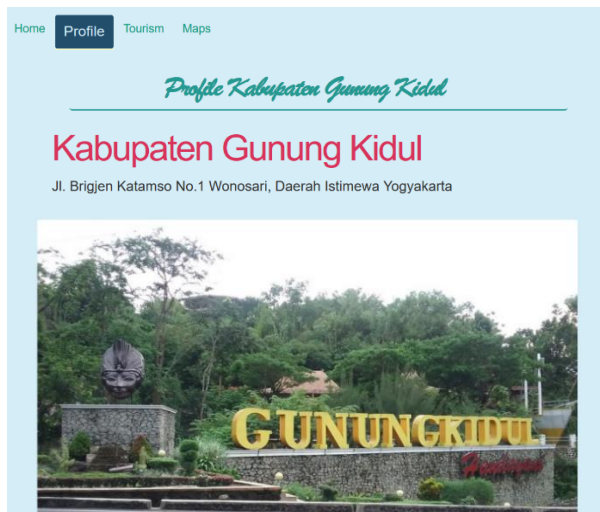 Home Profile Tourism Maps
Profile Kabupaten Gunung Kidul
Kabupaten Gunung Kidul
Jl. Brigjen Katamso No.1 Wonosari, Daerah Istimewa Yogyakarta
GUNUNGKIDUL
Handayani